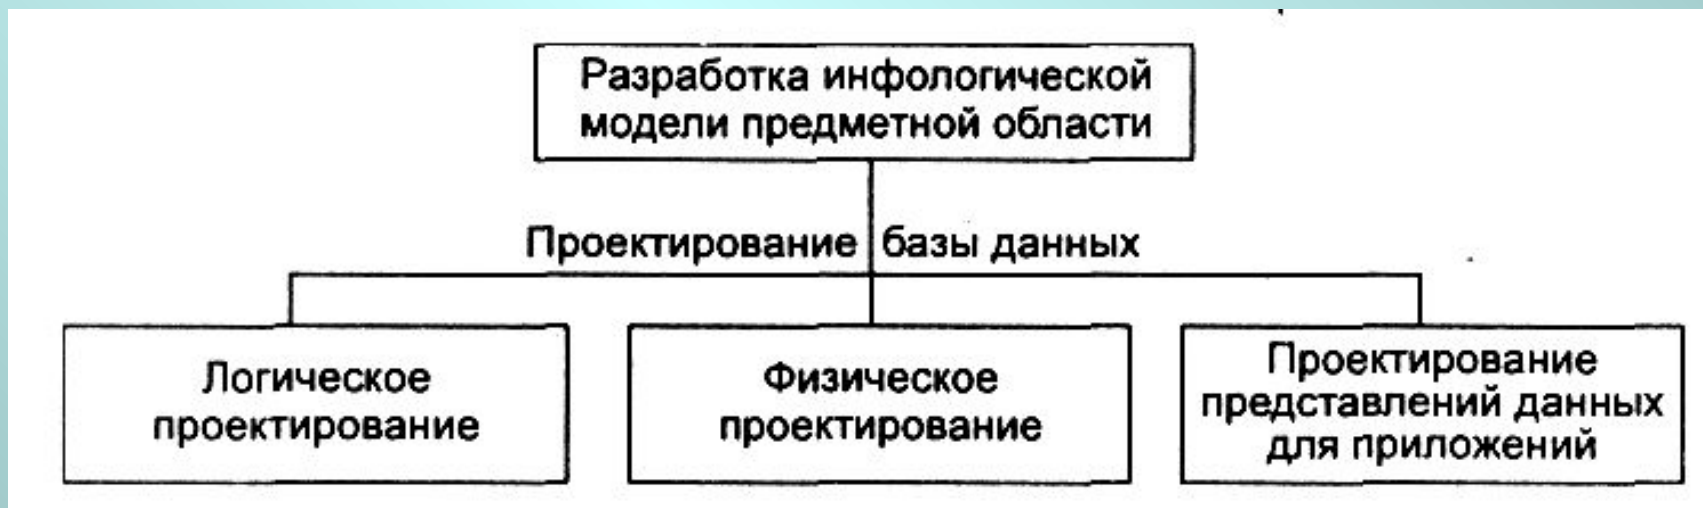 Разработка инфологической
модели предметной области
Проектирование базы данных
Логическое
проектирование
Физическое
проектирование
Проектирование
представлений данных
для приложений